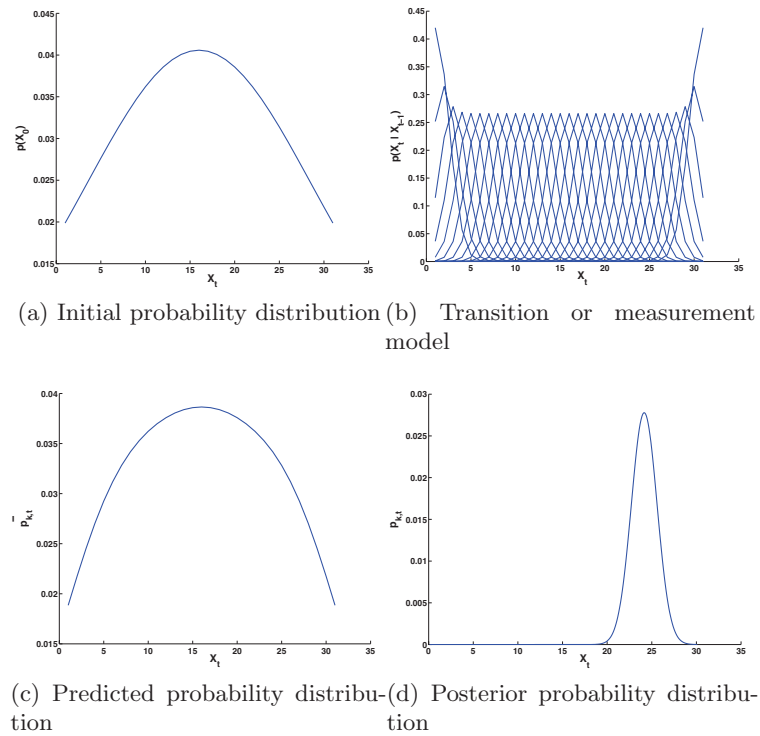 0.045
0.04
0.035
0.03
0.025
0.02
0.015
p(X0)
0 5 10 15 20 25 30 35
Xt
0.45
0.4
0.35
0.3
0.25
0.2
0.15
0.1
0.05
0
p(Xt | Xt−1)
0 5 10 15 20 25 30 35
Xt
(a) Initial probability distribution
(b) Transition or measurement
model
0.04
0.04
0.03
0.025
0.02
0.015
p̄k,t
0 5 10 15 20 25 30 35
Xt
0.03
0.025
0.02
0.015
0.01
0.005
0
pk,t
0 5 10 15 20 25 30 35
Xt
(c) Predicted probability distribu-
tion
(d) Posterior probability distribu-
tion